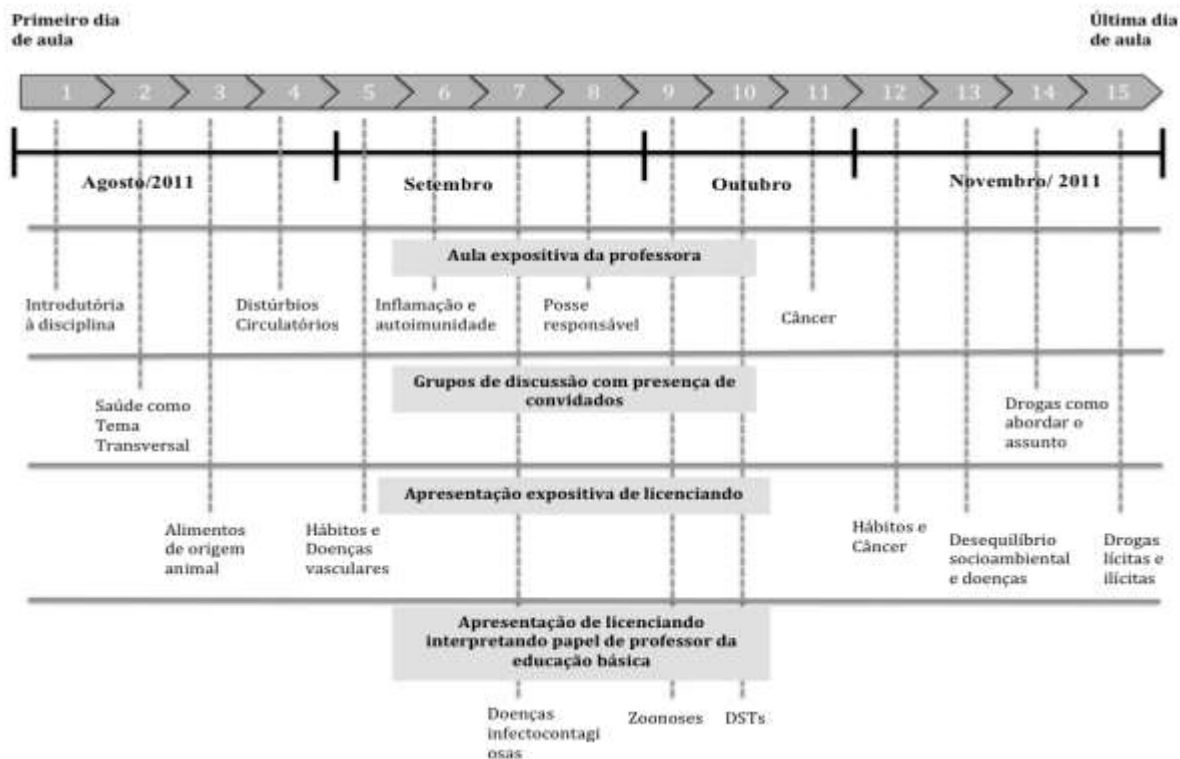 Primeiro dia
de aula
Última dia
de aula
1 2 3 4 5 6 7 8 9 10 11 12 13 14 15
Agosto/2011
Setembro
Outubro
Novembro/ 2011
Aula expositiva da professora
Introdutória
à disciplina
Distúrbios
Circulatórios
Inflamação e
autoimunidade
Posse
responsável
Câncer
Grupos de discussão com presença de
convidados
Saúde como
Tema
Transversal
Drogas como
abordar o
assunto
Apresentação expositiva de licenciando
Alimentos
de origem
animal
Hábitos e
Doenças
vasculares
Hábitos e
Câncer
Desequilíbrio
socioambiental
e doenças
Drogas
lícitas e
ilícitas
Apresentação de licenciando
interpretando papel de professor da
educação básica
Doenças
infectocontagi
osas
Zoonoses
DSTs